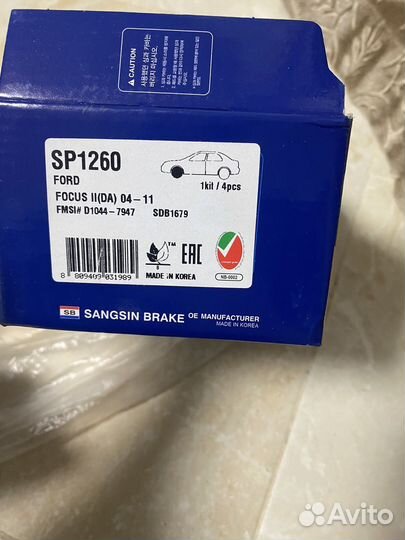 SP1260
FORD
1kit / 4pcs
FOCUS II(DA) 04-11
FMSI# D1044-7947 SDB1679
8 809409 031989
TM
B
MADE IN KOREA
EAC
NB-0002
SB SANGSIN BRAKE OE MANUFACTURER
MADE IN KOREA
Avito